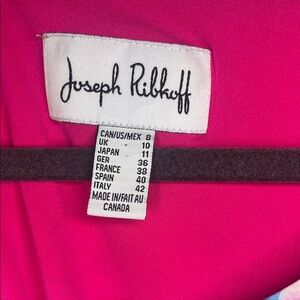 Joseph Ribkoff
CAN/US/MEX 8
UK - 10
JAPAN 11
GER 36
FRANCE 38
SPAIN 40
ITALY 42
MADE IN/FAIT AU
CANADA